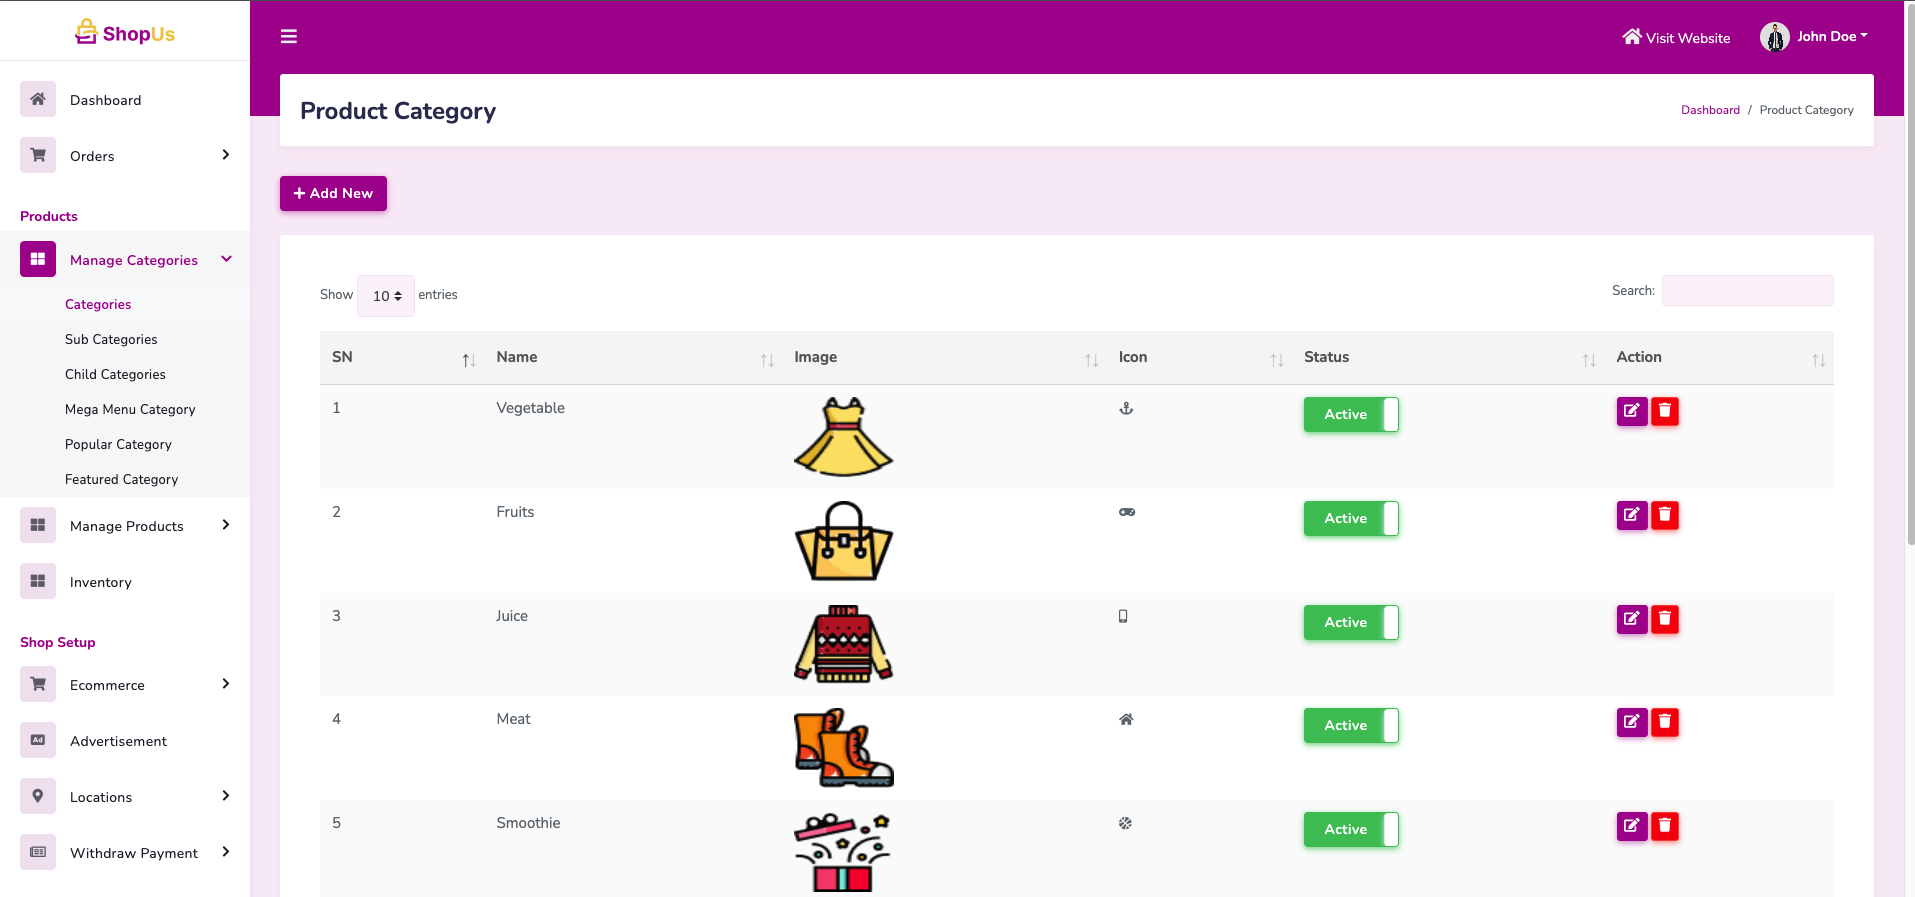 ShopUs
Visit Website
John Doe
Dashboard
Orders
Products
Manage Categories
Categories
Sub Categories
Child Categories
Mega Menu Category
Popular Category
Featured Category
Manage Products
Inventory
Shop Setup
Ecommerce
Ad
Advertisement
Locations
Withdraw Payment
Product Category
Dashboard / Product Category
+ Add New
Show 10 entries
Search:
SN Name Image Icon Status Action
1 Vegetable Active
2 Fruits Active
3 Juice Active
4 Meat Active
5 Smoothie Active